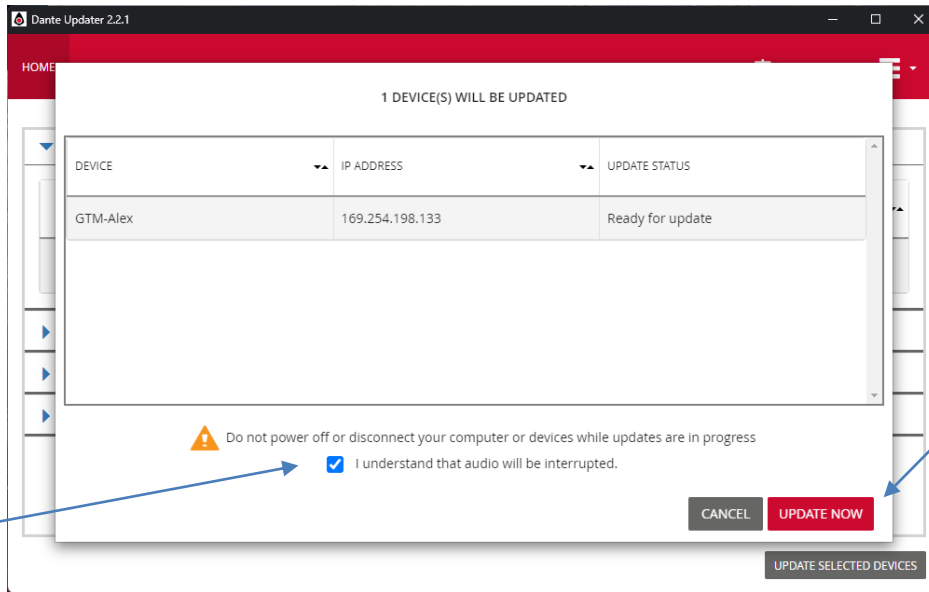 Dante Updater 2.2.1
HOME
1 DEVICE(S) WILL BE UPDATED
DEVICE IP ADDRESS UPDATE STATUS
GTM-Alex 169.254.198.133 Ready for update
Do not power off or disconnect your computer or devices while updates are in progress
I understand that audio will be interrupted.
CANCEL UPDATE NOW
UPDATE SELECTED DEVICES